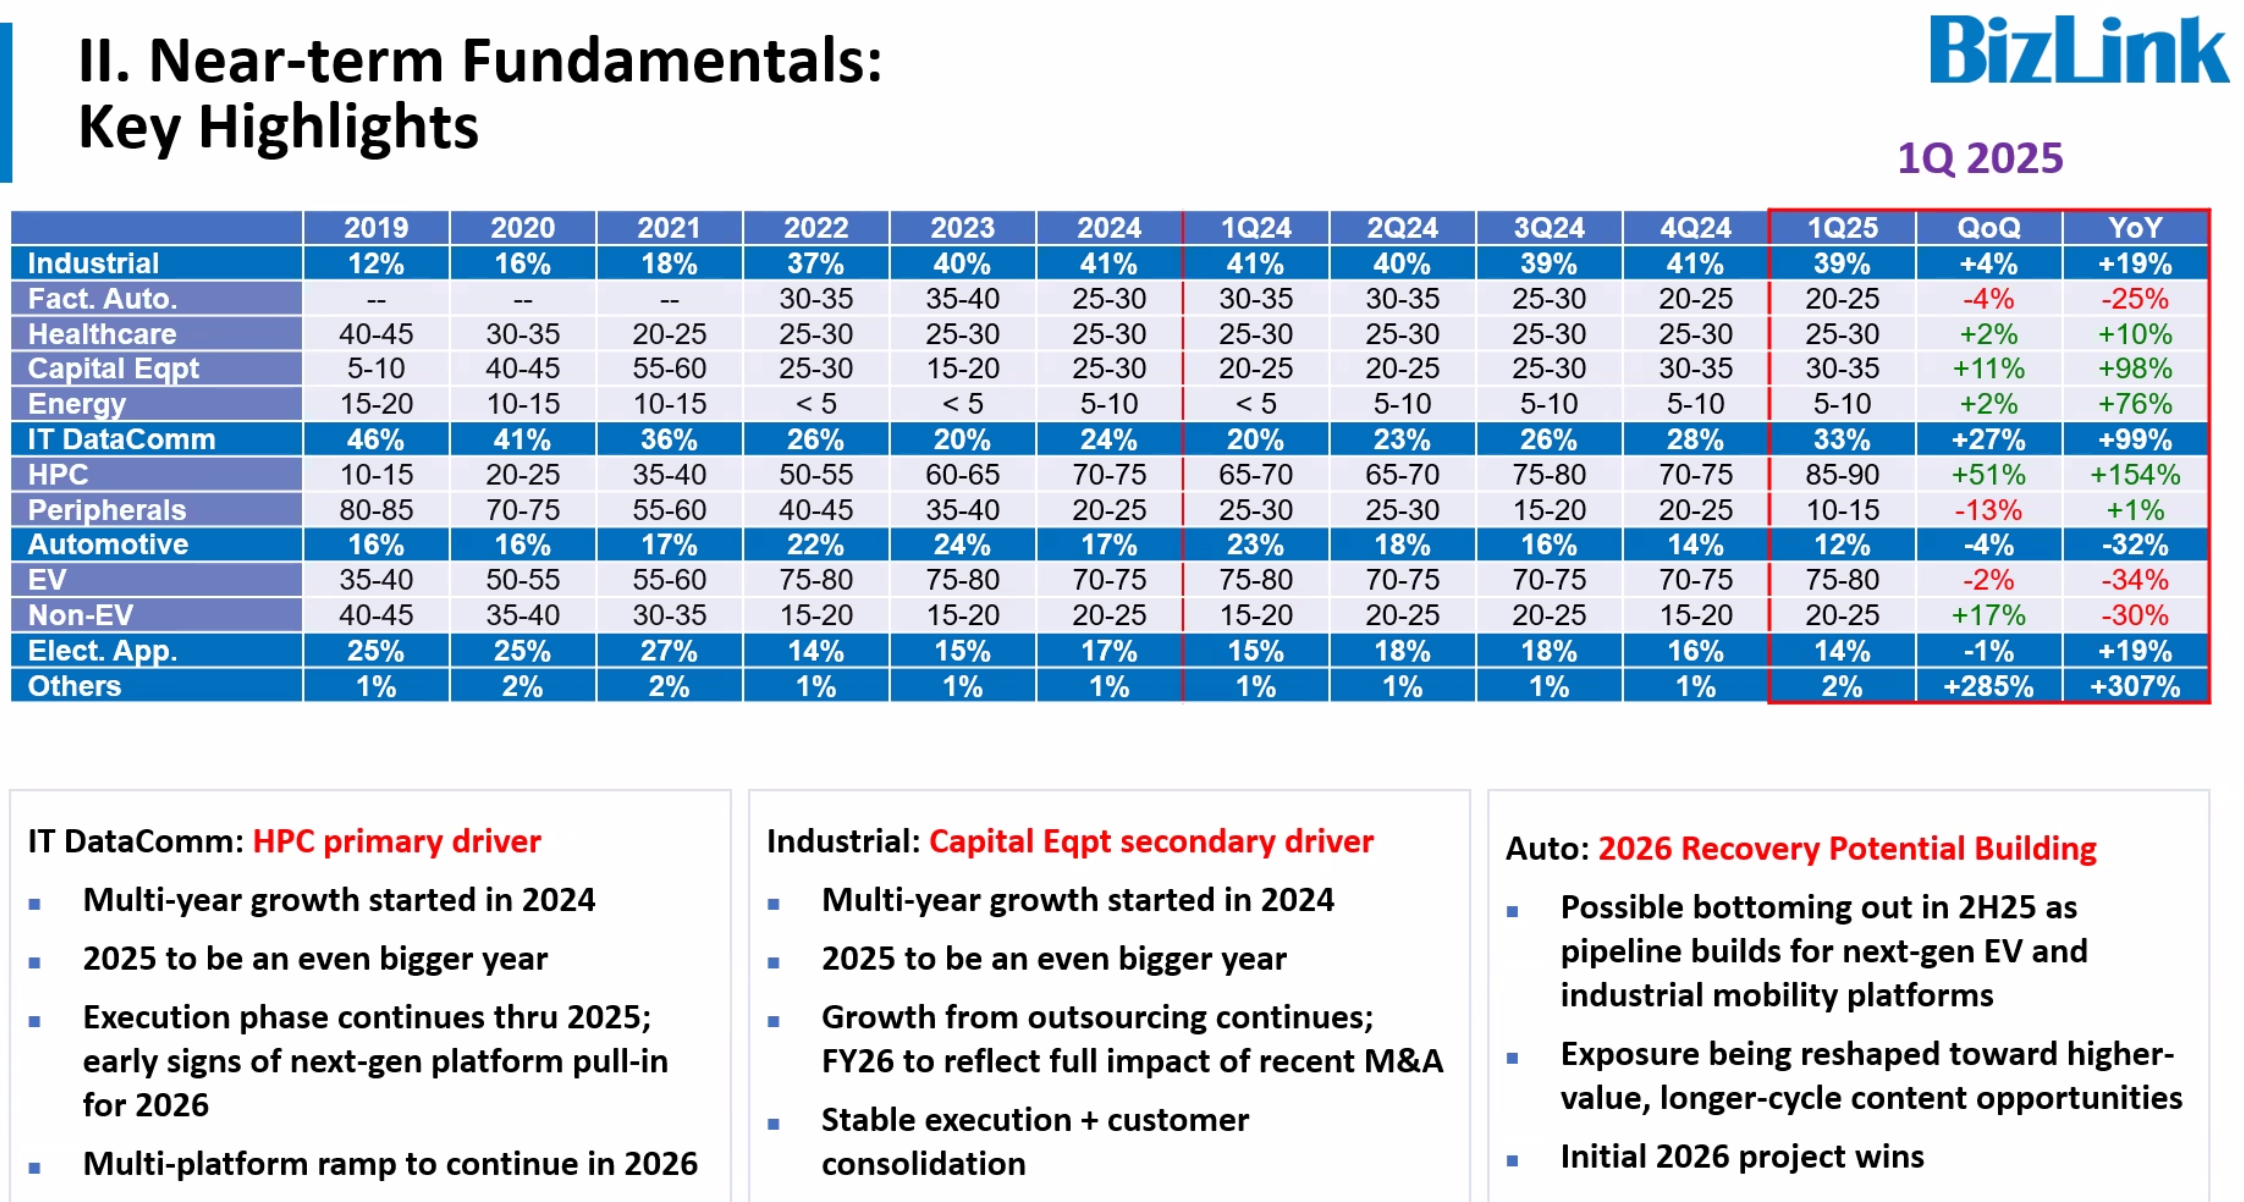 II. Near-term Fundamentals:
Key Highlights
BizLink
1Q 2025
2019 2020 2021 2022 2023 2024 1Q24 2Q24 3Q24 4Q24 1Q25 QoQ YoY
Industrial 12% 16% 18% 37% 40% 41% 41% 40% 39% 41% 39% +4% +19%
Fact. Auto. -- -- -- 30-35 35-40 25-30 30-35 30-35 25-30 20-25 20-25 -4% -25%
Healthcare 40-45 30-35 20-25 25-30 25-30 25-30 25-30 25-30 25-30 25-30 25-30 +2% +10%
Capital Eqpt 5-10 40-45 55-60 25-30 15-20 25-30 20-25 20-25 25-30 30-35 30-35 +11% +98%
Energy 15-20 10-15 10-15 < 5 < 5 5-10 < 5 5-10 5-10 5-10 5-10 +2% +76%
IT DataComm 46% 41% 36% 26% 20% 24% 20% 23% 26% 28% 33% +27% +99%
HPC 10-15 20-25 35-40 50-55 60-65 70-75 65-70 65-70 75-80 70-75 85-90 +51% +154%
Peripherals 80-85 70-75 55-60 40-45 35-40 20-25 25-30 25-30 15-20 20-25 10-15 -13% +1%
Automotive 16% 16% 17% 22% 24% 17% 23% 18% 16% 14% 12% -4% -32%
EV 35-40 50-55 55-60 75-80 75-80 70-75 75-80 70-75 70-75 70-75 75-80 -2% -34%
Non-EV 40-45 35-40 30-35 15-20 15-20 20-25 15-20 20-25 20-25 15-20 20-25 +17% -30%
Elect. App. 25% 25% 27% 14% 15% 17% 15% 18% 18% 16% 14% -1% +19%
Others 1% 2% 2% 1% 1% 1% 1% 1% 1% 1% 2% +285% +307%
IT DataComm: HPC primary driver
▪ Multi-year growth started in 2024
▪ 2025 to be an even bigger year
▪ Execution phase continues thru 2025;
early signs of next-gen platform pull-in
for 2026
▪ Multi-platform ramp to continue in 2026
Industrial: Capital Eqpt secondary driver
▪ Multi-year growth started in 2024
▪ 2025 to be an even bigger year
▪ Growth from outsourcing continues;
FY26 to reflect full impact of recent M&A
▪ Stable execution + customer
consolidation
Auto: 2026 Recovery Potential Building
▪ Possible bottoming out in 2H25 as
pipeline builds for next-gen EV and
industrial mobility platforms
▪ Exposure being reshaped toward higher-
value, longer-cycle content opportunities
▪ Initial 2026 project wins